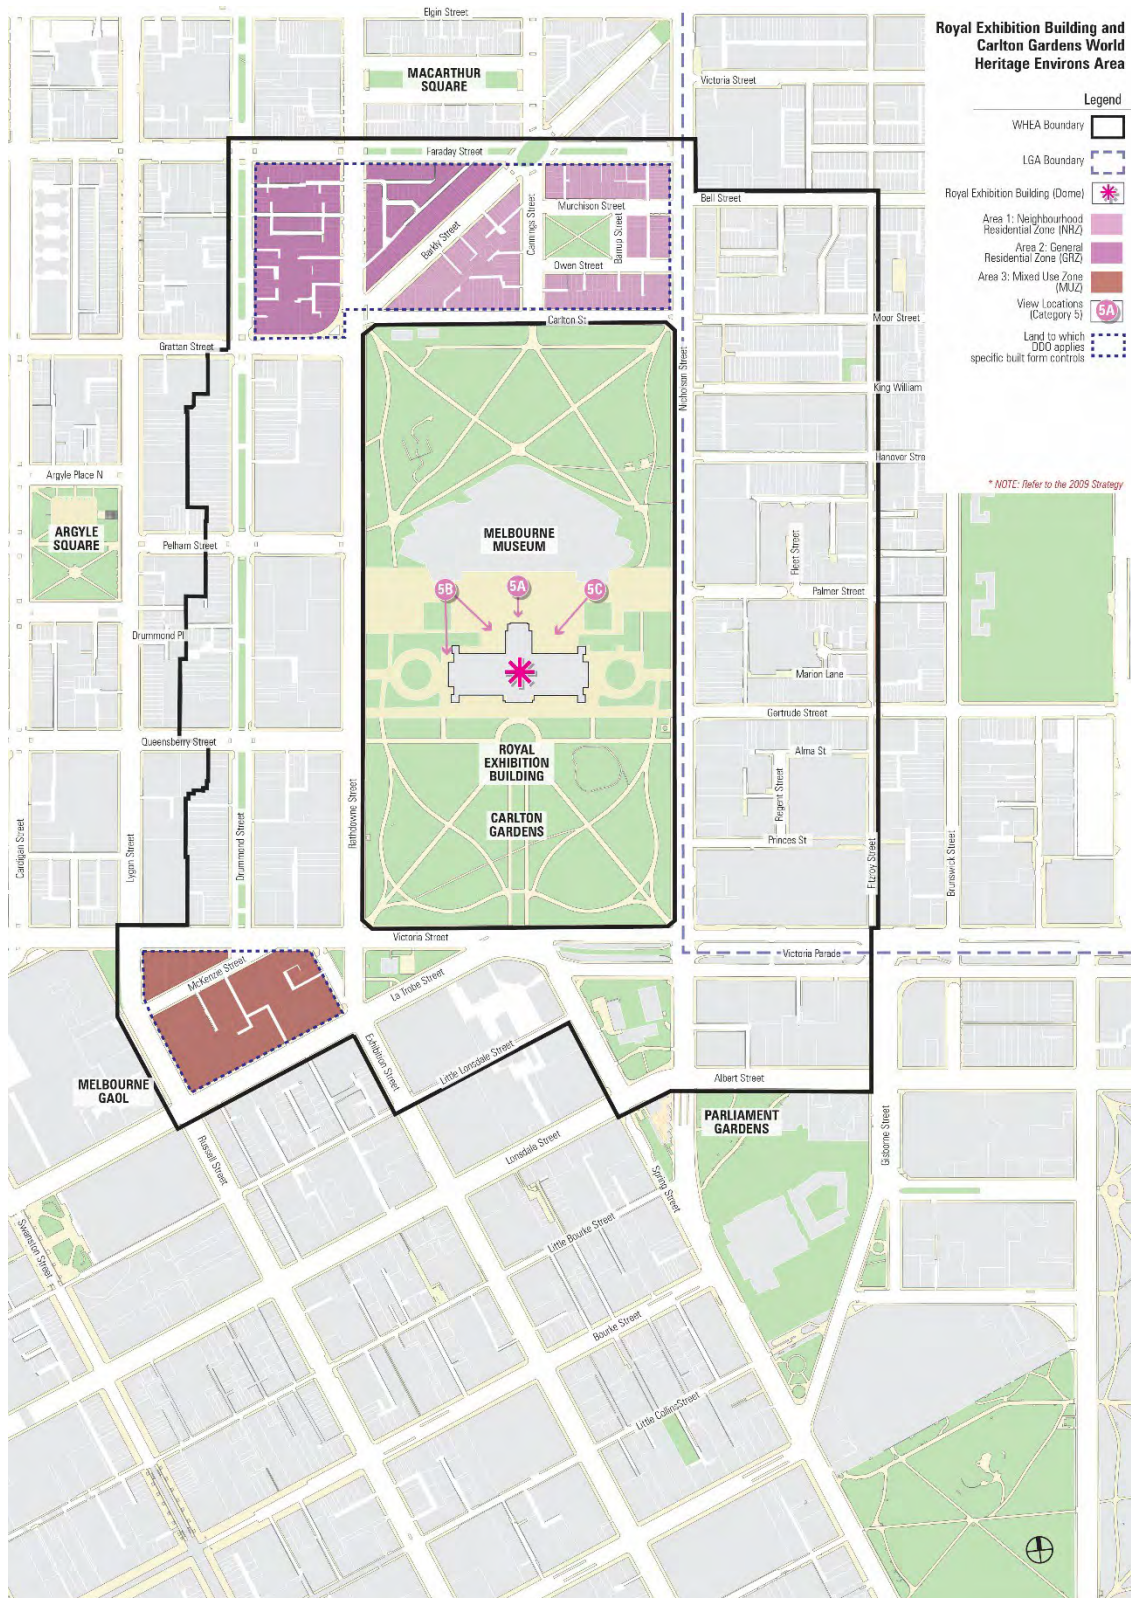 Elgin Street
Royal Exhibition Building and
Carlton Gardens World
Heritage Environs Area
MACARTHUR
SQUARE
Victoria Street
Legend
WHEA Boundary
LGA Boundary
Royal Exhibition Building (Dome)
Area 1: Neighbourhood
Residential Zone (NRZ)
Area 2: General
Residential Zone (GRZ)
Area 3: Mixed Use Zone
(MUZ)
View Locations
(Category 5)
5A
Land to which
DDO applies
specific built form controls
* NOTE: Refer to the 2009 Strategy
Faraday Street
Bell Street
Murchison Street
Barkly Street
Cannings Street
Barrup Street
Owen Street
Carlton St
Moor Street
Grattan Street
Nicholson Street
King William
Hanover Stre
Argyle Place N
ARGYLE
SQUARE
Pelham Street
MELBOURNE
MUSEUM
Fleet Street
5B
5A
5C
Palmer Street
Drummond Pl
Marion Lane
Gertrude Street
Queensberry Street
Alma St
ROYAL
EXHIBITION
BUILDING
Regent Street
Rathdowne Street
CARLTON
GARDENS
Princes St
Cardigan Street
Lygon Street
Drummond Street
Fitzroy Street
Brunswick Street
Victoria Street
Victoria Parade
McKenzie Street
La Trobe Street
Exhibition Street
Little Lonsdale Street
MELBOURNE
GAOL
Albert Street
PARLIAMENT
GARDENS
Gisborne Street
Russell Street
Lonsdale Street
Spring Street
Swanston Street
Little Bourke Street
Bourke Street
Little CollinsStreet